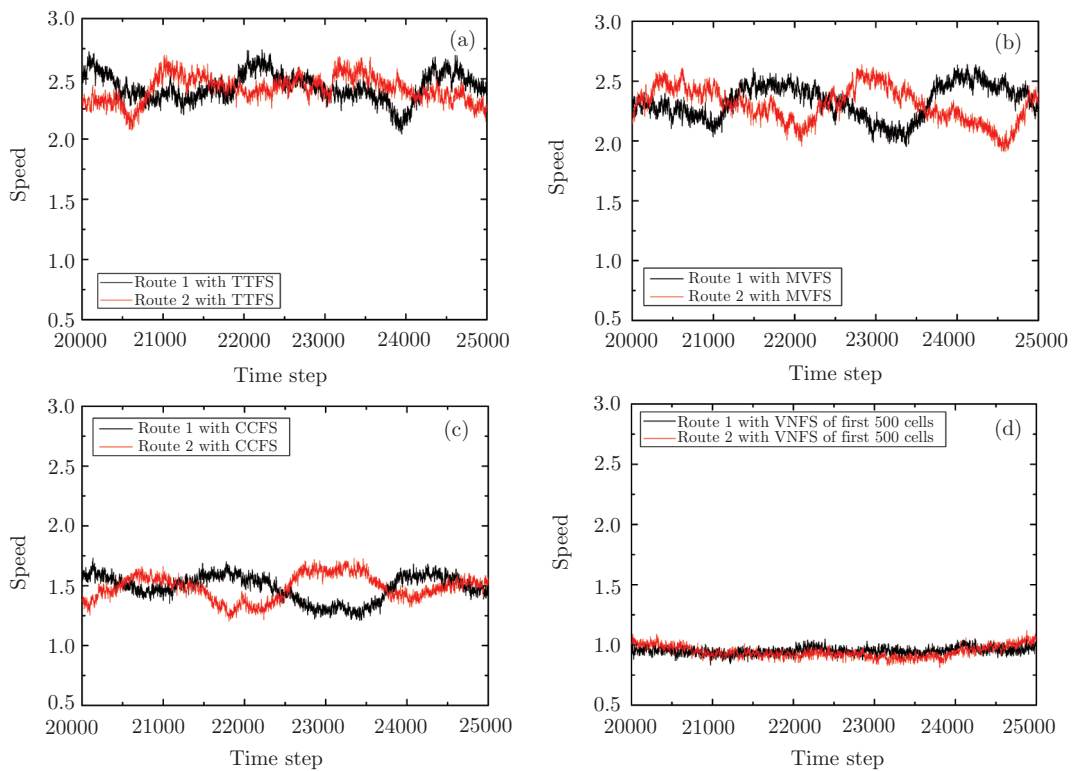 (a)
3.0
2.5
2.0
1.5
1.0
0.5
Speed
Route 1 with TTFS
Route 2 with TTFS
20000 21000 22000 23000 24000 25000
Time step
(b)
3.0
2.5
2.0
1.5
1.0
0.5
Speed
Route 1 with MVFS
Route 2 with MVFS
20000 21000 22000 23000 24000 25000
Time step
(c)
3.0
2.5
2.0
1.5
1.0
0.5
Speed
Route 1 with CCFS
Route 2 with CCFS
20000 21000 22000 23000 24000 25000
Time step
(d)
3.0
2.5
2.0
1.5
1.0
0.5
Speed
Route 1 with VNFS of first 500 cells
Route 2 with VNFS of first 500 cells
20000 21000 22000 23000 24000 25000
Time step